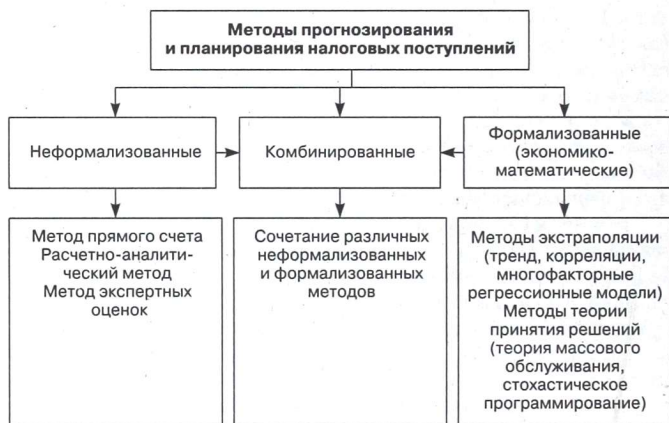 Методы прогнозирования
и планирования налоговых поступлений
Неформализованные
Комбинированные
Формализованные
(экономико-
математические)
Метод прямого счета
Расчетно-аналити-
ческий метод
Метод экспертных
оценок
Сочетание различных
неформализованных
и формализованных
методов
Методы экстраполяции
(тренд, корреляции,
многофакторные
регрессионные модели)
Методы теории
принятия решений
(теория массового
обслуживания,
стохастическое
программирование)